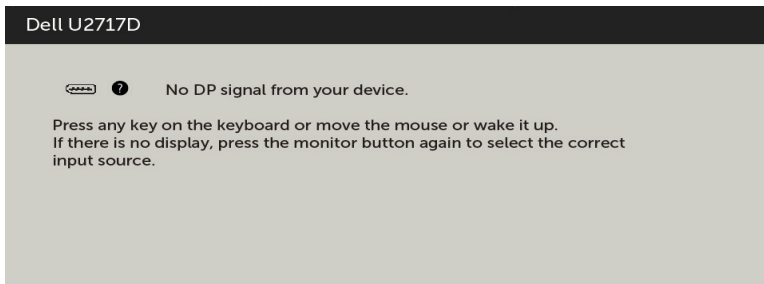 Dell U2717D
No DP signal from your device.
Press any key on the keyboard or move the mouse or wake it up.
If there is no display, press the monitor button again to select the correct
input source.